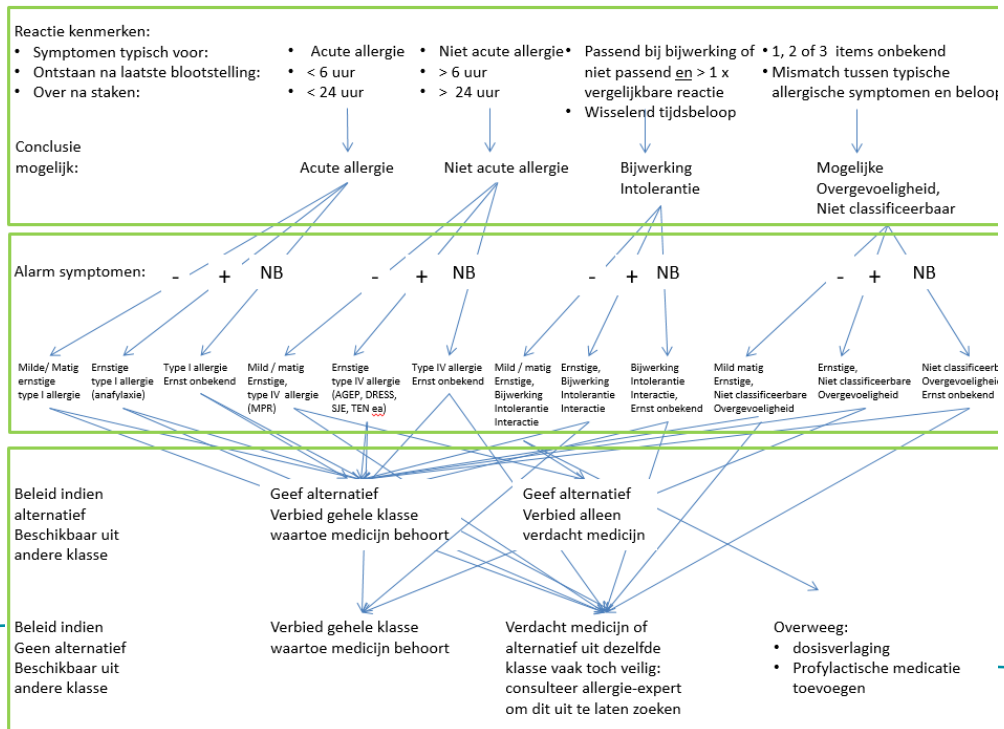 Reactie kenmerken:
• Symptomen typisch voor:
• Ontstaan na laatste blootstelling:
• Over na staken:
• Acute allergie
• < 6 uur
• < 24 uur
• Niet acute allergie
• > 6 uur
• > 24 uur
• Passend bij bijwerking of
niet passend en > 1 x
vergelijkbare reactie
• Wisselend tijdsbeloop
• 1, 2 of 3 items onbekend
• Mismatch tussen typische
allergische symptomen en beloop
Conclusie
mogelijk:
Acute allergie
Niet acute allergie
Bijwerking
Intolerantie
Mogelijke
Overgevoeligheid,
Niet classificeerbaar
Alarm symptomen:
- + NB
- + NB
- + NB
- + NB
Milde/ Matig
ernstige
type I allergie
Ernstige
type I allergie
(anafylaxie)
Type I allergie
Ernst onbekend
Mild / matig
Ernstige,
type IV allergie
(MPR)
Ernstige
type IV allergie
(AGEP, DRESS,
SJE, TEN ea)
Type IV allergie
Ernst onbekend
Mild / matig
Ernstige,
Bijwerking
Intolerantie
Interactie
Ernstige,
Bijwerking
Intolerantie
Interactie
Bijwerking
Intolerantie
Interactie,
Ernst onbekend
Mild matig
Ernstige,
Niet classificeerbare
Overgevoeligheid
Ernstige,
Niet classificeerbare
Overgevoeligheid
Niet classificeerb
Overgevoeligheid
Ernst onbekend
Beleid indien
alternatief
Beschikbaar uit
andere klasse
Geef alternatief
Verbied gehele klasse
waartoe medicijn behoort
Geef alternatief
Verbied alleen
verdacht medicijn
Beleid indien
Geen alternatief
Beschikbaar uit
andere klasse
Verbied gehele klasse
waartoe medicijn behoort
Verdacht medicijn of
alternatief uit dezelfde
klasse vaak toch veilig:
consulteer allergie-expert
om dit uit te laten zoeken
Overweeg:
• dosisverlaging
• Profylactische medicatie
toevoegen